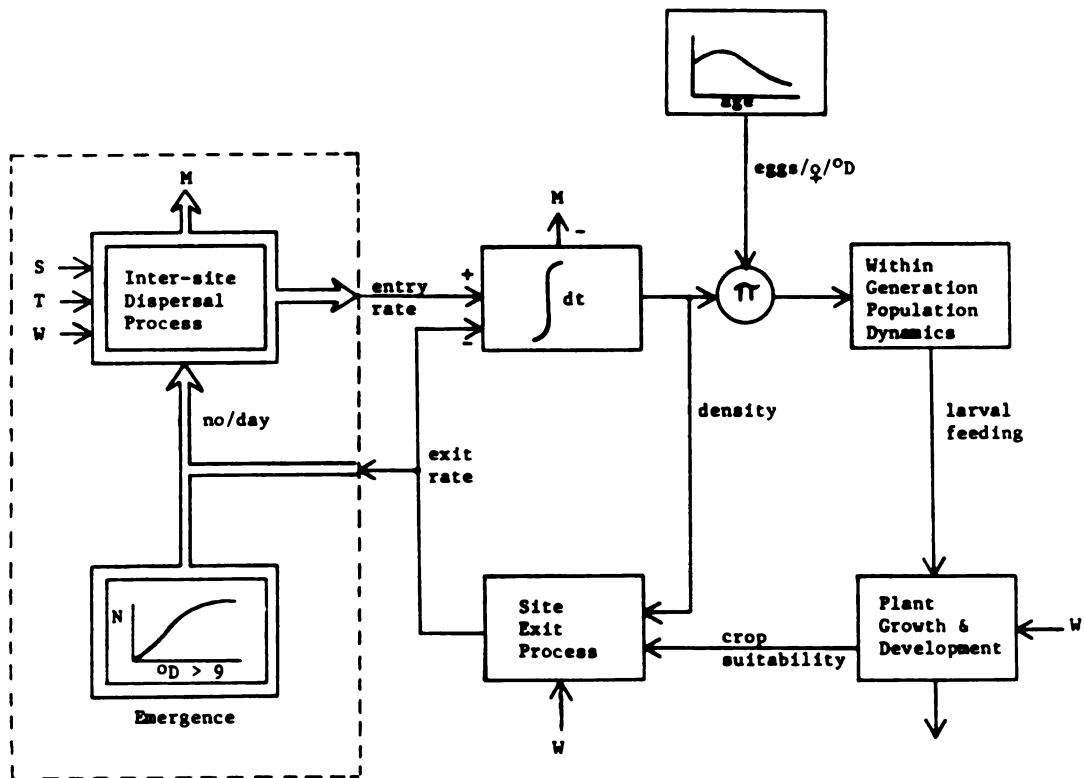 age
eggs/♀/°D
M
S
T
W
Inter-site
Dispersal
Process
entry
rate
M
-
+
-
∫ dt
π
Within
Generation
Population
Dynamics
no/day
density
larval
feeding
exit
rate
N
°D > 9
Emergence
Site
Exit
Process
W
crop
suitability
Plant
Growth &
Development
W